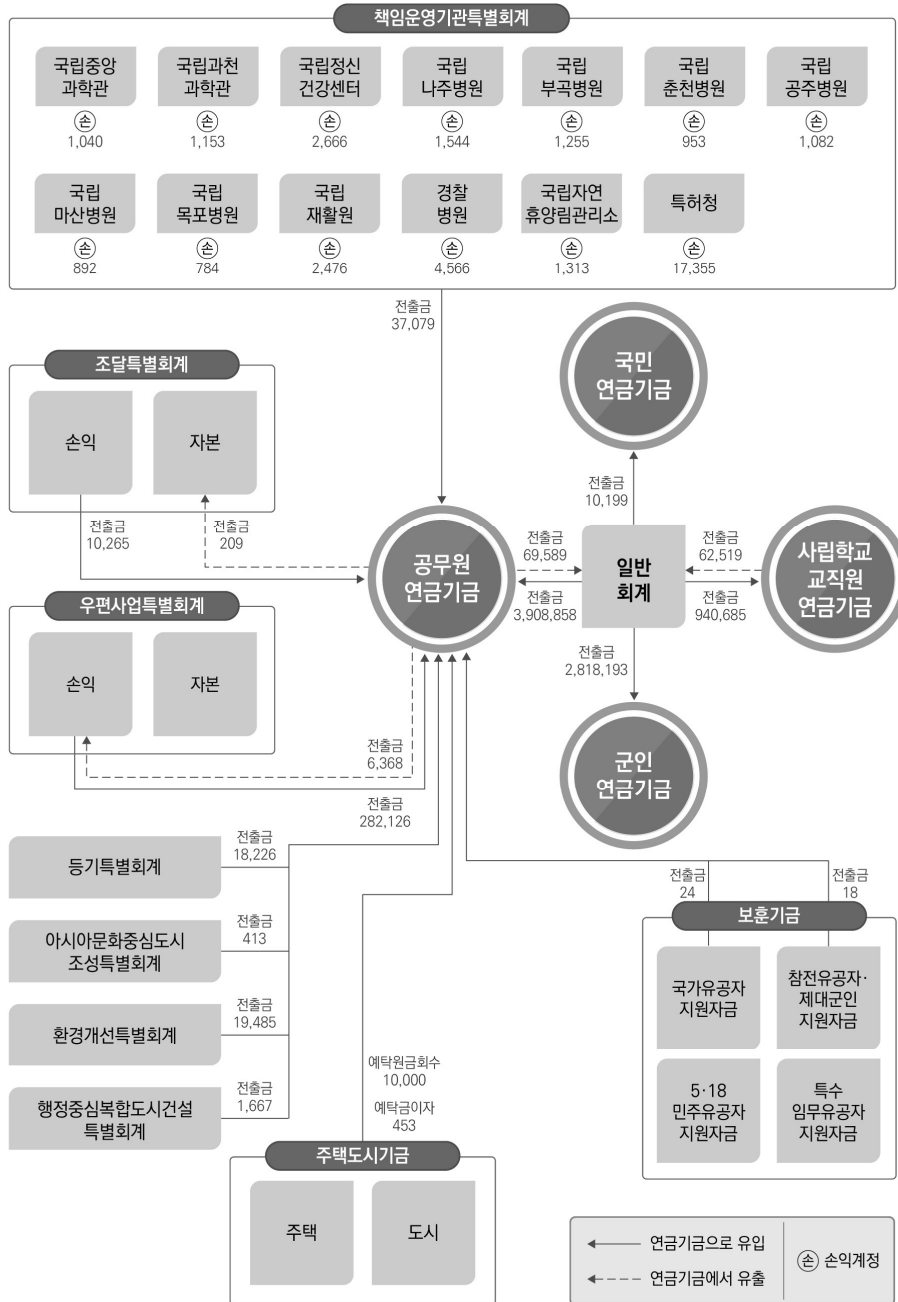 책임운영기관특별회계
국립중앙
과학관
손
1,040
국립과천
과학관
손
1,153
국립정신
건강센터
손
2,666
국립
나주병원
손
1,544
국립
부곡병원
손
1,255
국립
춘천병원
손
953
국립
공주병원
손
1,082
국립
마산병원
손
892
국립
목포병원
손
784
국립
재활원
손
2,476
경찰
병원
손
4,566
국립자연
휴양림관리소
손
1,313
특허청
손
17,355
전출금
37,079
조달특별회계
손익
자본
전출금
10,265
전출금
209
국민
연금기금
전출금
10,199
공무원
연금기금
전출금
69,589
전출금
3,908,858
일반
회계
전출금
62,519
전출금
940,685
사립학교
교직원
연금기금
전출금
2,818,193
군인
연금기금
우편사업특별회계
손익
자본
전출금
6,368
전출금
282,126
등기특별회계
전출금
18,226
아시아문화중심도시
조성특별회계
전출금
413
환경개선특별회계
전출금
19,485
행정중심복합도시건설
특별회계
전출금
1,667
예탁원금회수
10,000
예탁금이자
453
주택도시기금
주택
도시
전출금
24
전출금
18
보훈기금
국가유공자
지원자금
참전유공자·
제대군인
지원자금
5·18
민주유공자
지원자금
특수
임무유공자
지원자금
연금기금으로 유입
연금기금에서 유출
손 손익계정